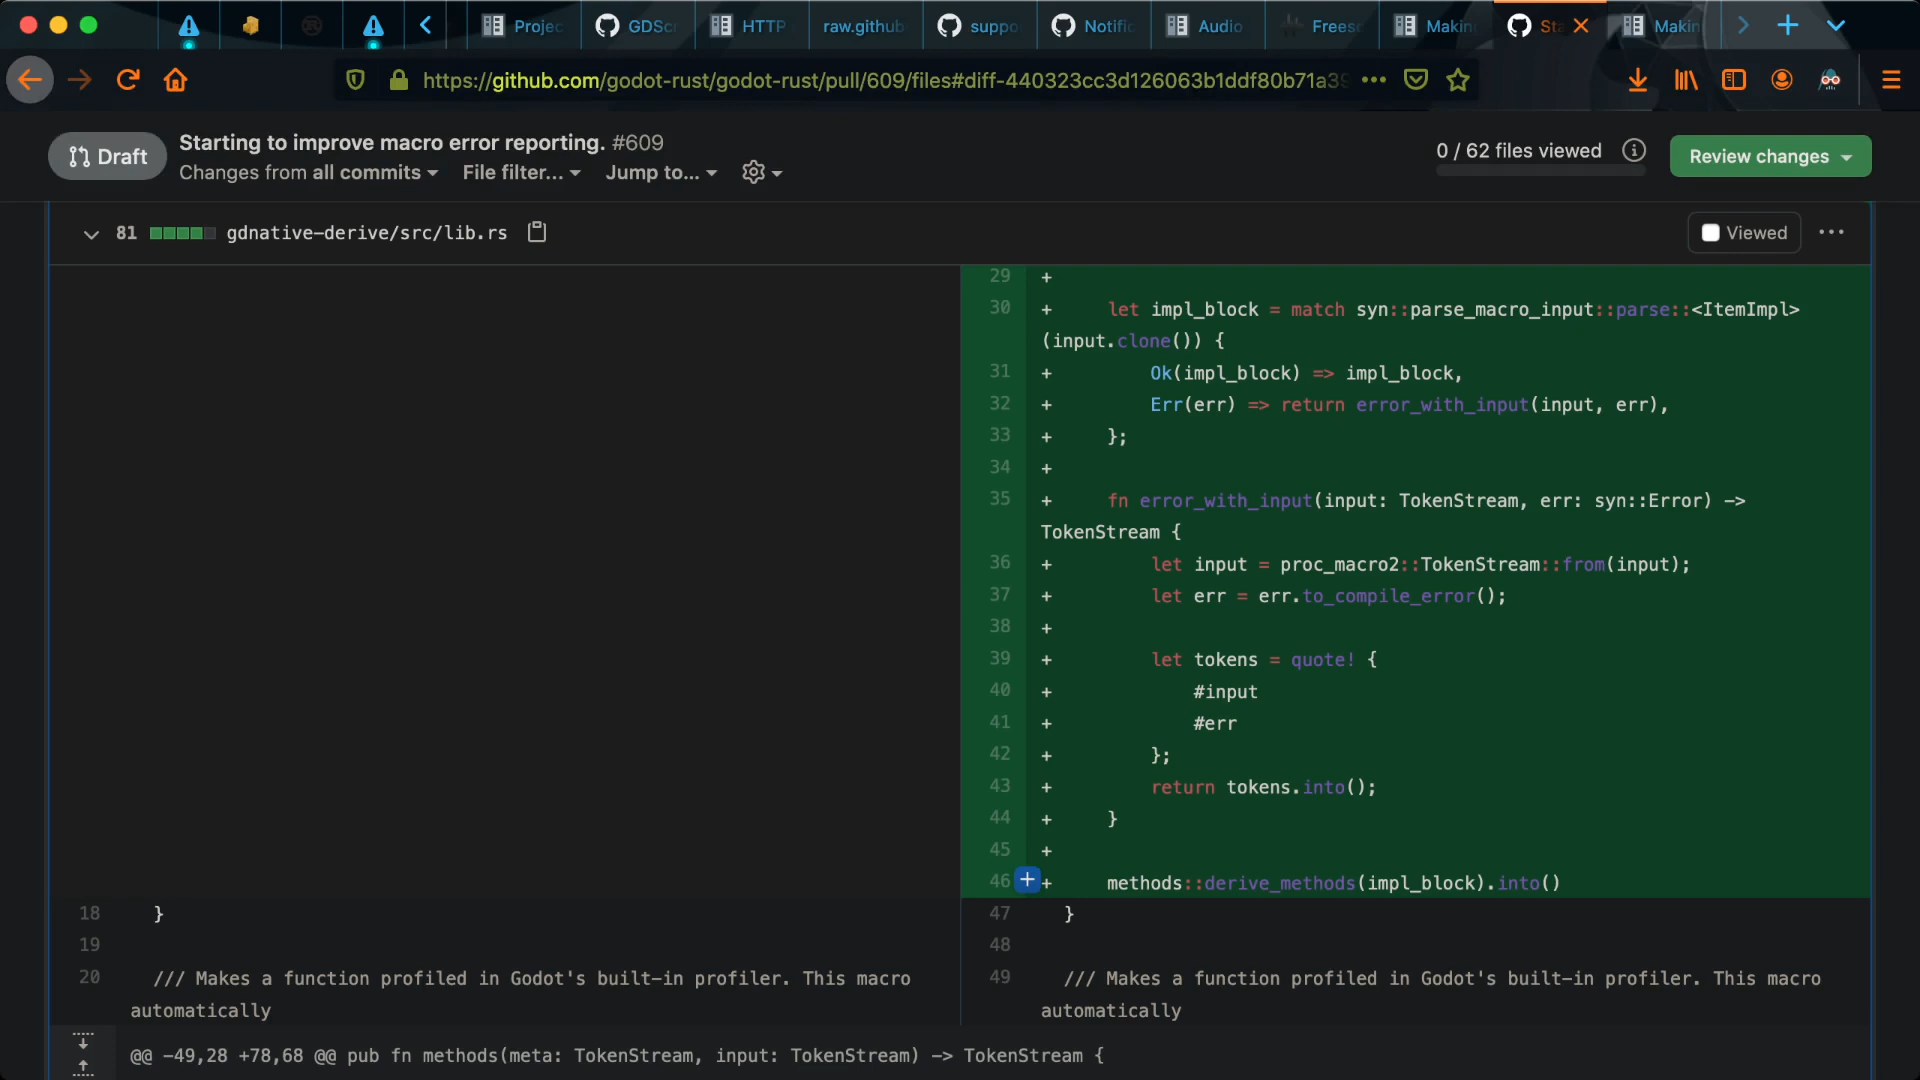 Projec
GDSc
HTTP
raw.github
suppo
Notific
Audio
Frees
Makin
Sta
Makin
https://github.com/godot-rust/godot-rust/pull/609/files#diff-440323cc3d126063b1ddf80b71a39
Draft
Starting to improve macro error reporting. #609
Changes from all commits File filter... Jump to...
0 / 62 files viewed
Review changes
81 gdnative-derive/src/lib.rs
Viewed
29 +
30 + let impl_block = match syn::parse_macro_input::parse::<ItemImpl>
(input.clone()) {
31 + Ok(impl_block) => impl_block,
32 + Err(err) => return error_with_input(input, err),
33 + };
34 +
35 + fn error_with_input(input: TokenStream, err: syn::Error) ->
TokenStream {
36 + let input = proc_macro2::TokenStream::from(input);
37 + let err = err.to_compile_error();
38 +
39 + let tokens = quote! {
40 + #input
41 + #err
42 + };
43 + return tokens.into();
44 + }
45 +
46 + methods::derive_methods(impl_block).into()
18 }
47 }
19
48
20 /// Makes a function profiled in Godot's built-in profiler. This macro
automatically
49 /// Makes a function profiled in Godot's built-in profiler. This macro
automatically
@@ -49,28 +78,68 @@ pub fn methods(meta: TokenStream, input: TokenStream) -> TokenStream {